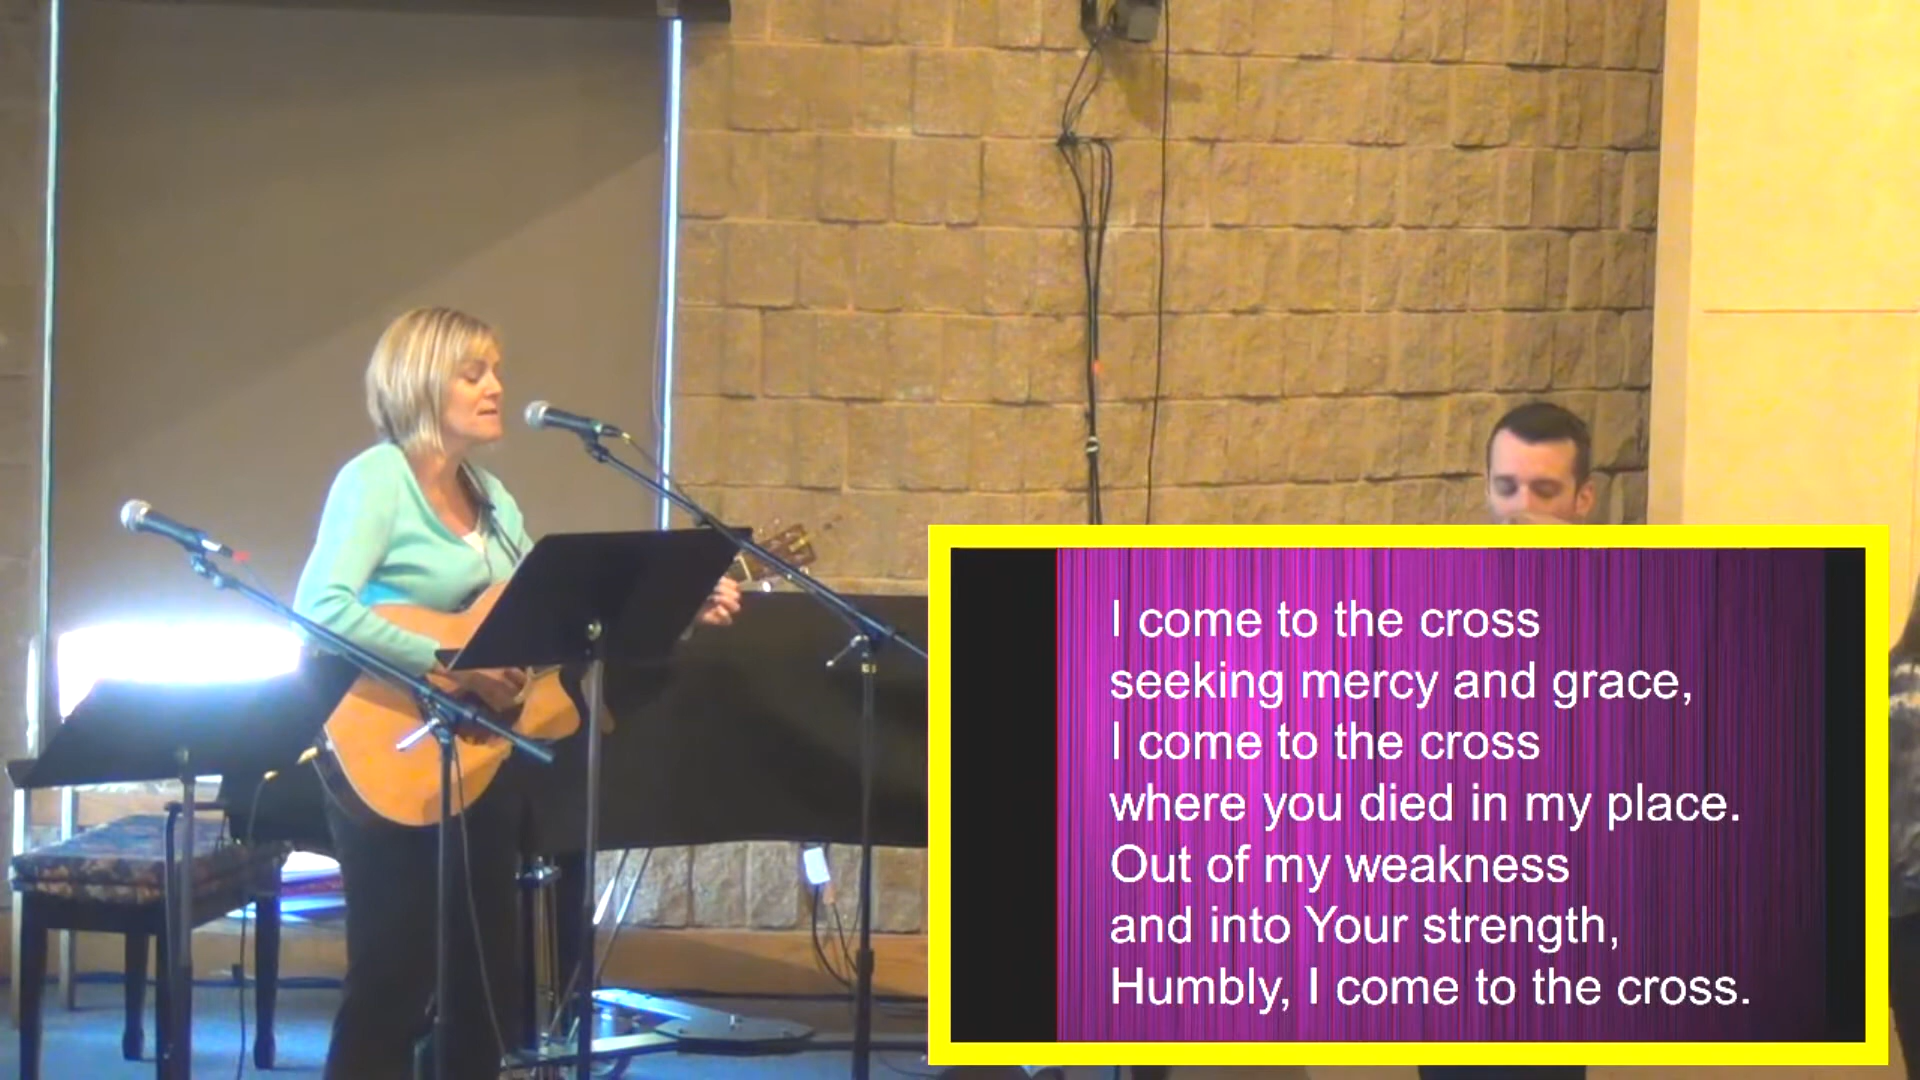 I come to the cross
seeking mercy and grace,
I come to the cross
where you died in my place.
Out of my weakness
and into Your strength,
Humbly, I come to the cross.